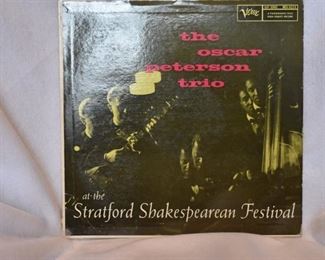 Verve
the
oscar
peterson
trio
at the
Stratford Shakespearean Festival